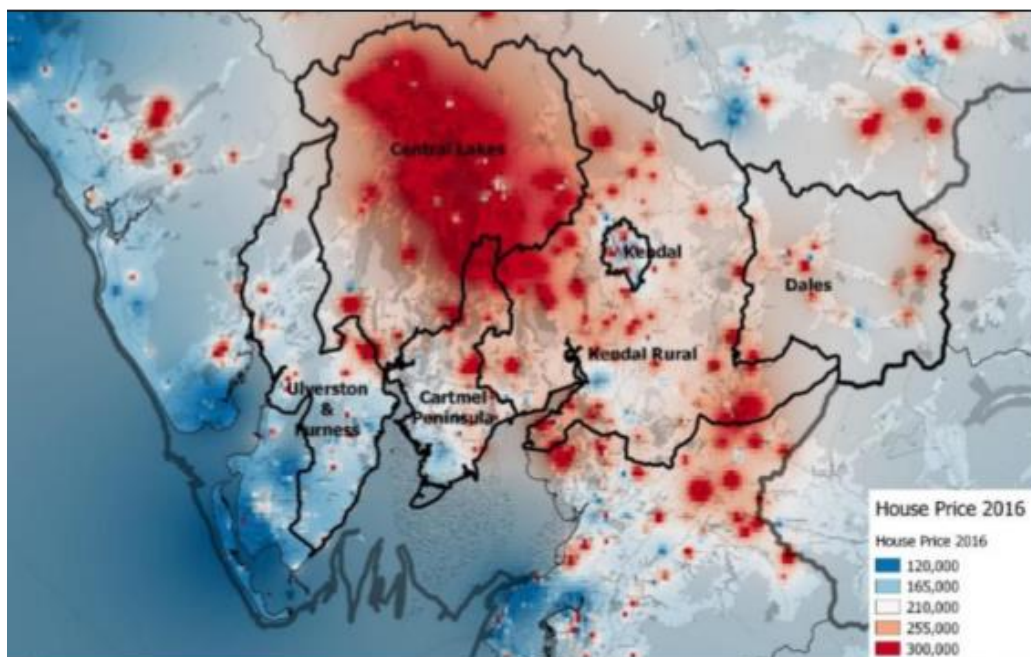 Central Lakes
Kendal
Dales
Kendal Rural
Ulverston
&
Furness
Cartmel
Peninsula
House Price 2016
House Price 2016
120,000
165,000
210,000
255,000
300,000